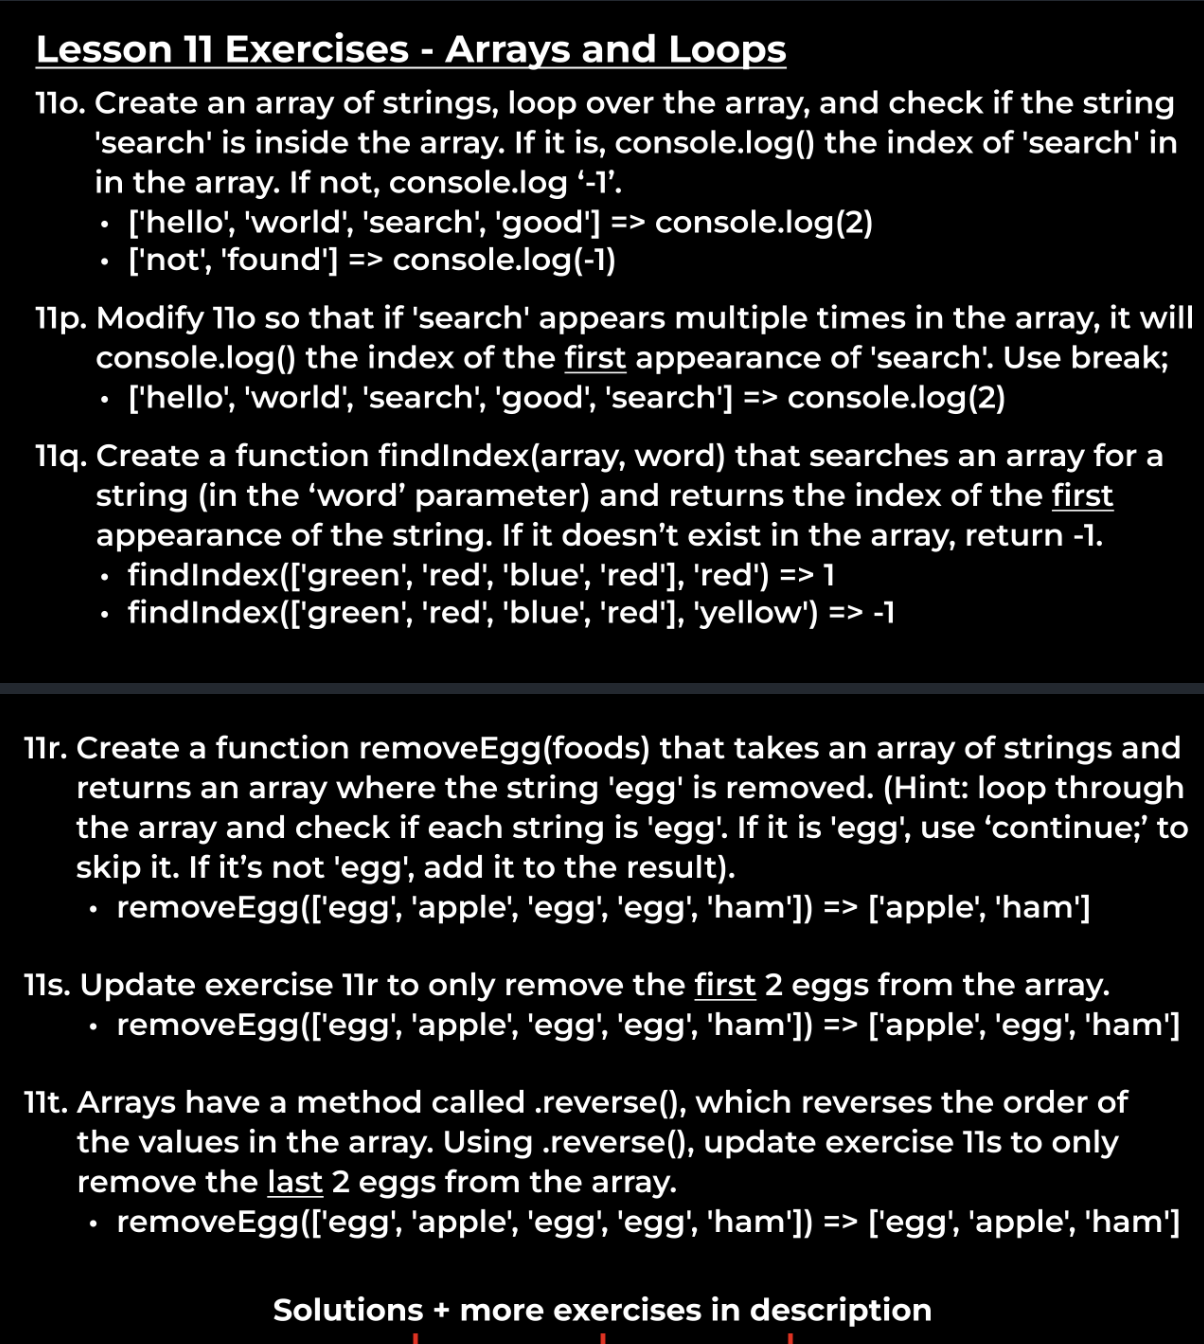 Lesson 11 Exercises - Arrays and Loops
11o. Create an array of strings, loop over the array, and check if the string
'search' is inside the array. If it is, console.log() the index of 'search' in
in the array. If not, console.log ‘-1’.
• ['hello', 'world', 'search', 'good'] => console.log(2)
• ['not', 'found'] => console.log(-1)
11p. Modify 11o so that if 'search' appears multiple times in the array, it will
console.log() the index of the first appearance of 'search'. Use break;
• ['hello', 'world', 'search', 'good', 'search'] => console.log(2)
11q. Create a function findIndex(array, word) that searches an array for a
string (in the ‘word’ parameter) and returns the index of the first
appearance of the string. If it doesn’t exist in the array, return -1.
• findIndex(['green', 'red', 'blue', 'red'], 'red') => 1
• findIndex(['green', 'red', 'blue', 'red'], 'yellow') => -1
11r. Create a function removeEgg(foods) that takes an array of strings and
returns an array where the string 'egg' is removed. (Hint: loop through
the array and check if each string is 'egg'. If it is 'egg', use ‘continue;’ to
skip it. If it’s not 'egg', add it to the result).
• removeEgg(['egg', 'apple', 'egg', 'egg', 'ham']) => ['apple', 'ham']
11s. Update exercise 11r to only remove the first 2 eggs from the array.
• removeEgg(['egg', 'apple', 'egg', 'egg', 'ham']) => ['apple', 'egg', 'ham']
11t. Arrays have a method called .reverse(), which reverses the order of
the values in the array. Using .reverse(), update exercise 11s to only
remove the last 2 eggs from the array.
• removeEgg(['egg', 'apple', 'egg', 'egg', 'ham']) => ['egg', 'apple', 'ham']
Solutions + more exercises in description